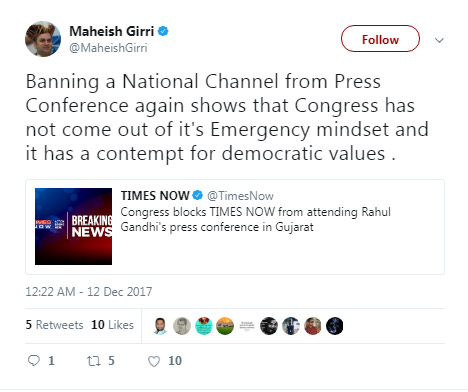 Maheish Girri
@MaheishGirri
Follow
Banning a National Channel from Press
Conference again shows that Congress has
not come out of it's Emergency mindset and
it has a contempt for democratic values .
TIMES NOW @TimesNow
Congress blocks TIMES NOW from attending Rahul
Gandhi's press conference in Gujarat
BREAKING
NEWS
12:22 AM - 12 Dec 2017
5 Retweets 10 Likes
1 5 10